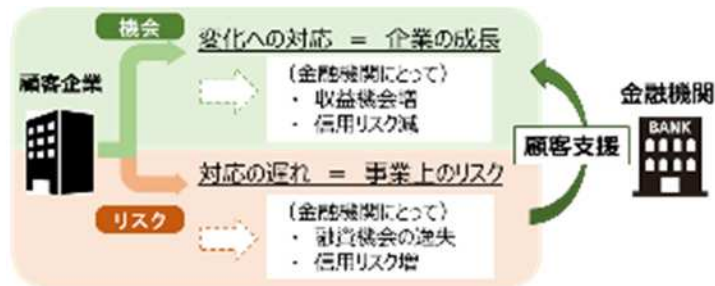 機会
変化への対応 = 企業の成長
顧客企業
(金融機関にとって)
・ 収益機会増
・ 信用リスク減
金融機関
BANK
顧客支援
対応の遅れ = 事業上のリスク
リスク
(金融機関にとって)
・ 融資機会の逸失
・ 信用リスク増